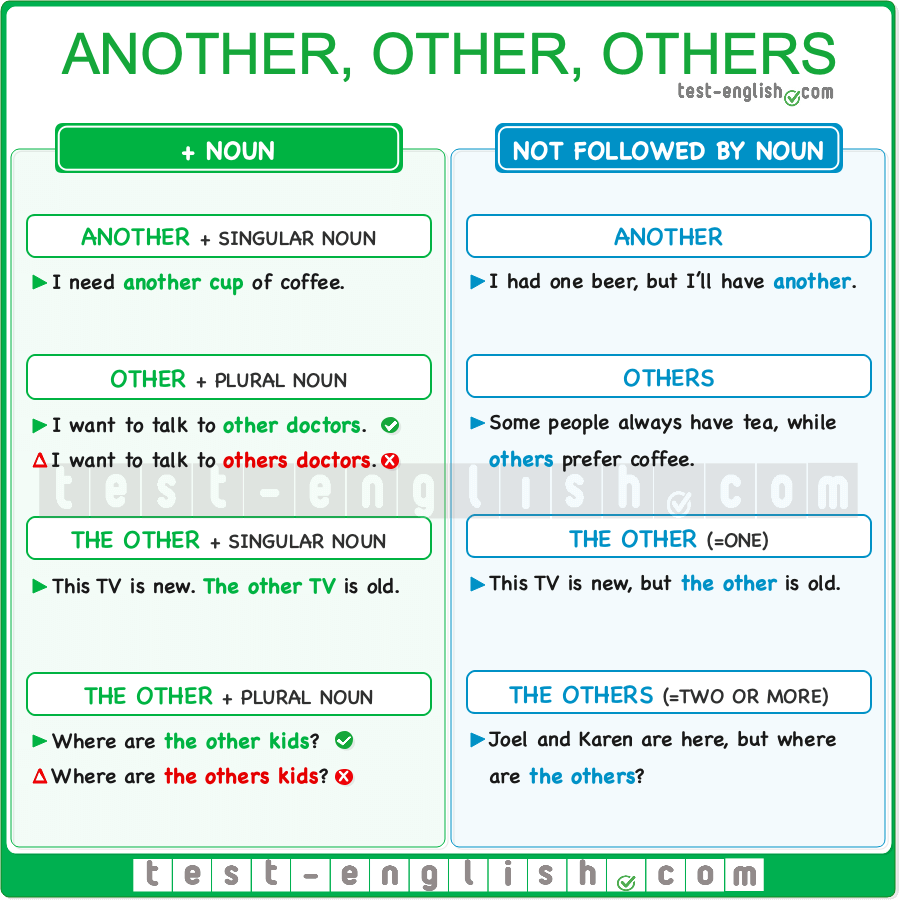 ANOTHER, OTHER, OTHERS
test-english.com
+ NOUN
ANOTHER + SINGULAR NOUN
I need another cup of coffee.
OTHER + PLURAL NOUN
I want to talk to other doctors.
I want to talk to others doctors.
THE OTHER + SINGULAR NOUN
This TV is new. The other TV is old.
THE OTHER + PLURAL NOUN
Where are the other kids?
Where are the others kids?
NOT FOLLOWED BY NOUN
ANOTHER
I had one beer, but I'll have another.
OTHERS
Some people always have tea, while
others prefer coffee.
THE OTHER (=ONE)
This TV is new, but the other is old.
THE OTHERS (=TWO OR MORE)
Joel and Karen are here, but where
are the others?
test-english.com
test-english.com